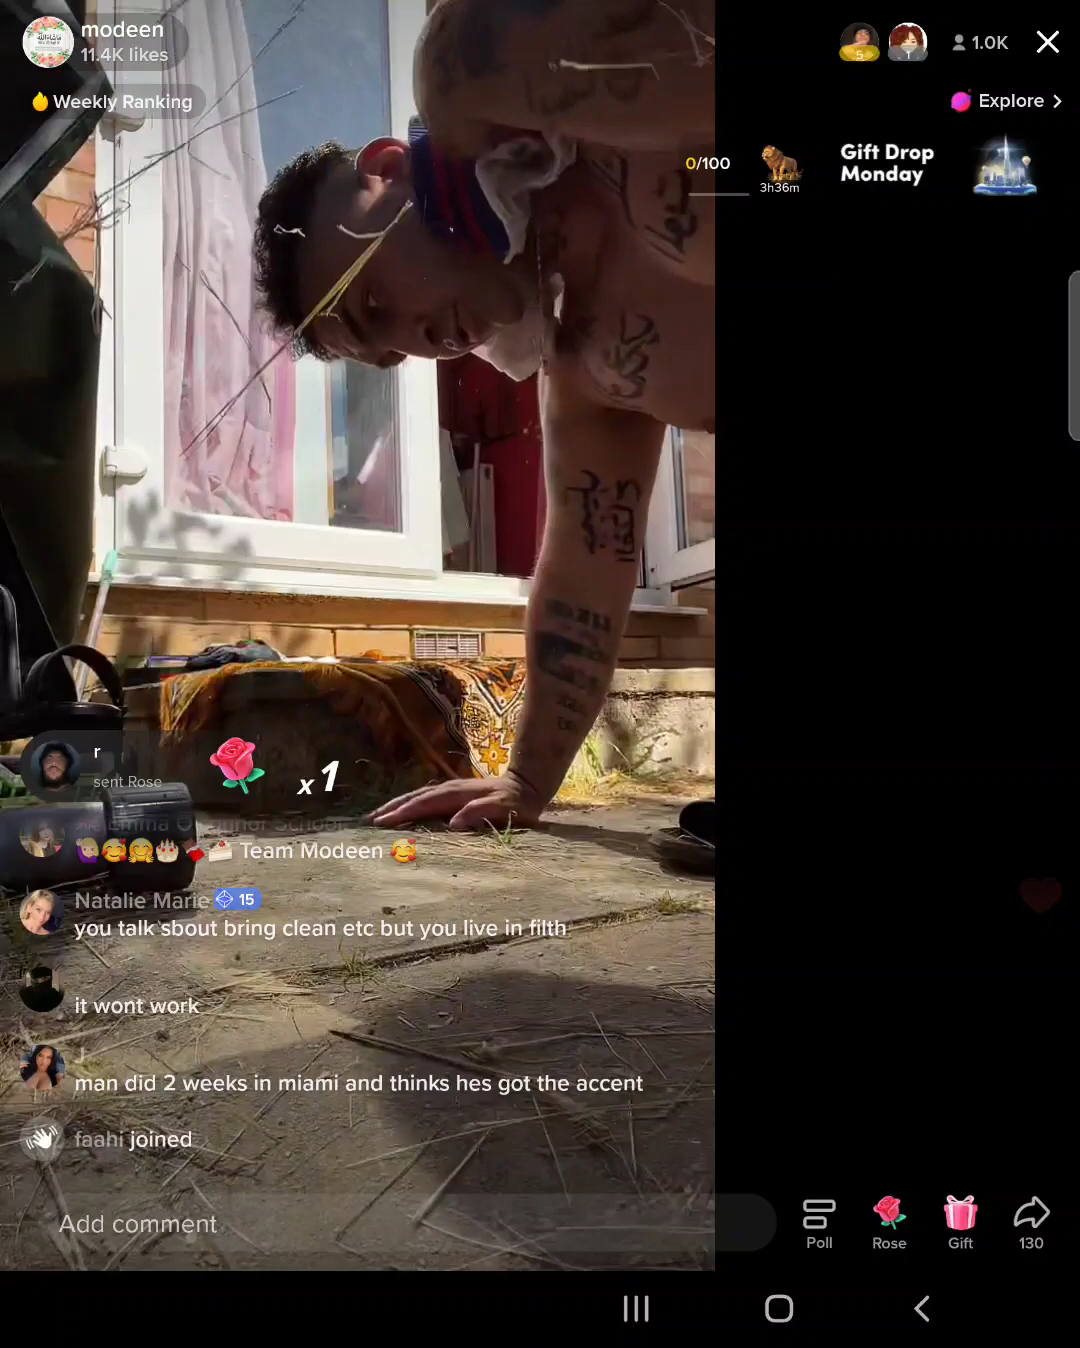 modeen
11.4K likes
1.0K
Weekly Ranking
Explore
0/100
3h36m
Gift Drop
Monday
r
sent Rose
x1
Emma O'Connor School
Team Modeen
Natalie Marie 15
you talk sbout bring clean etc but you live in filth
it wont work
J
man did 2 weeks in miami and thinks hes got the accent
faahi joined
Add comment
Poll
Rose
Gift
130